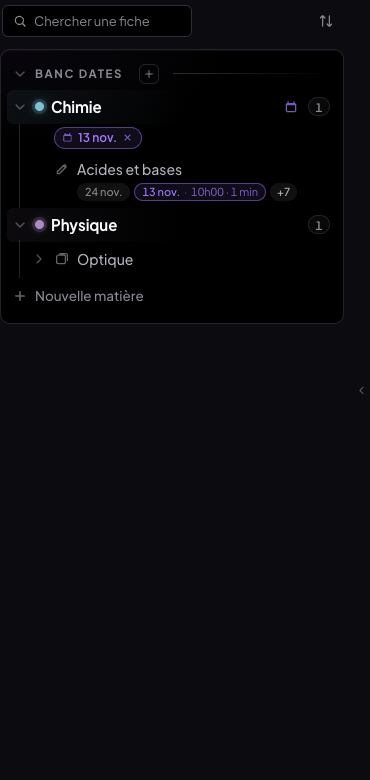 Chercher une fiche
BANC DATES
Chimie 1
13 nov. ×
Acides et bases
24 nov. 13 nov. · 10h00 · 1 min +7
Physique 1
Optique
Nouvelle matière